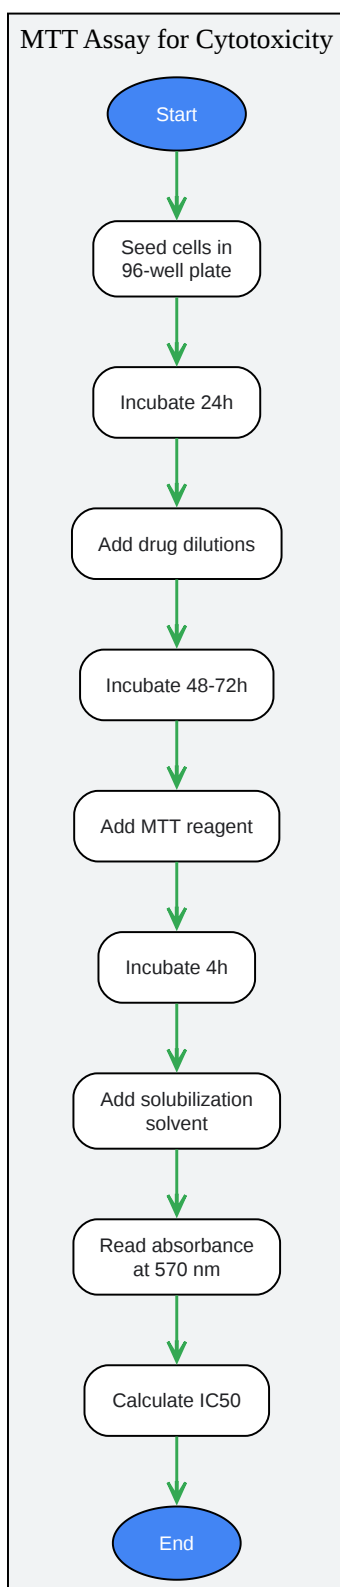 MTT Assay for Cytotoxicity
Start
Seed cells in
96-well plate
Incubate 24h
Add drug dilutions
Incubate 48-72h
Add MTT reagent
Incubate 4h
Add solubilization
solvent
Read absorbance
at 570 nm
Calculate IC50
End